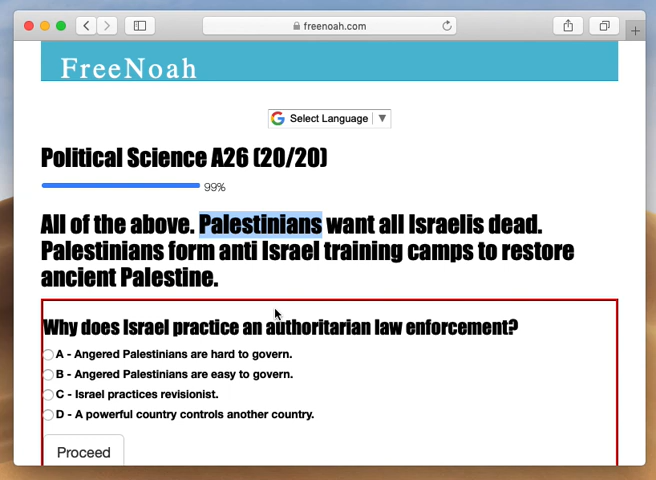 freenoah.com
FreeNoah
Select Language
Political Science A26 (20/20)
99%
All of the above. Palestinians want all Israelis dead.
Palestinians form anti Israel training camps to restore
ancient Palestine.
Why does Israel practice an authoritarian law enforcement?
A - Angered Palestinians are hard to govern.
B - Angered Palestinians are easy to govern.
C - Israel practices revisionist.
D - A powerful country controls another country.
Proceed